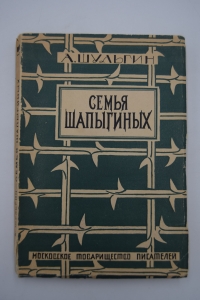 Л. ШУЛЬГИН
СЕМЬЯ
ШАПЫГИНЫХ
МОСКОВСКОЕ ТОВАРИЩЕСТВО ПИСАТЕЛЕЙ